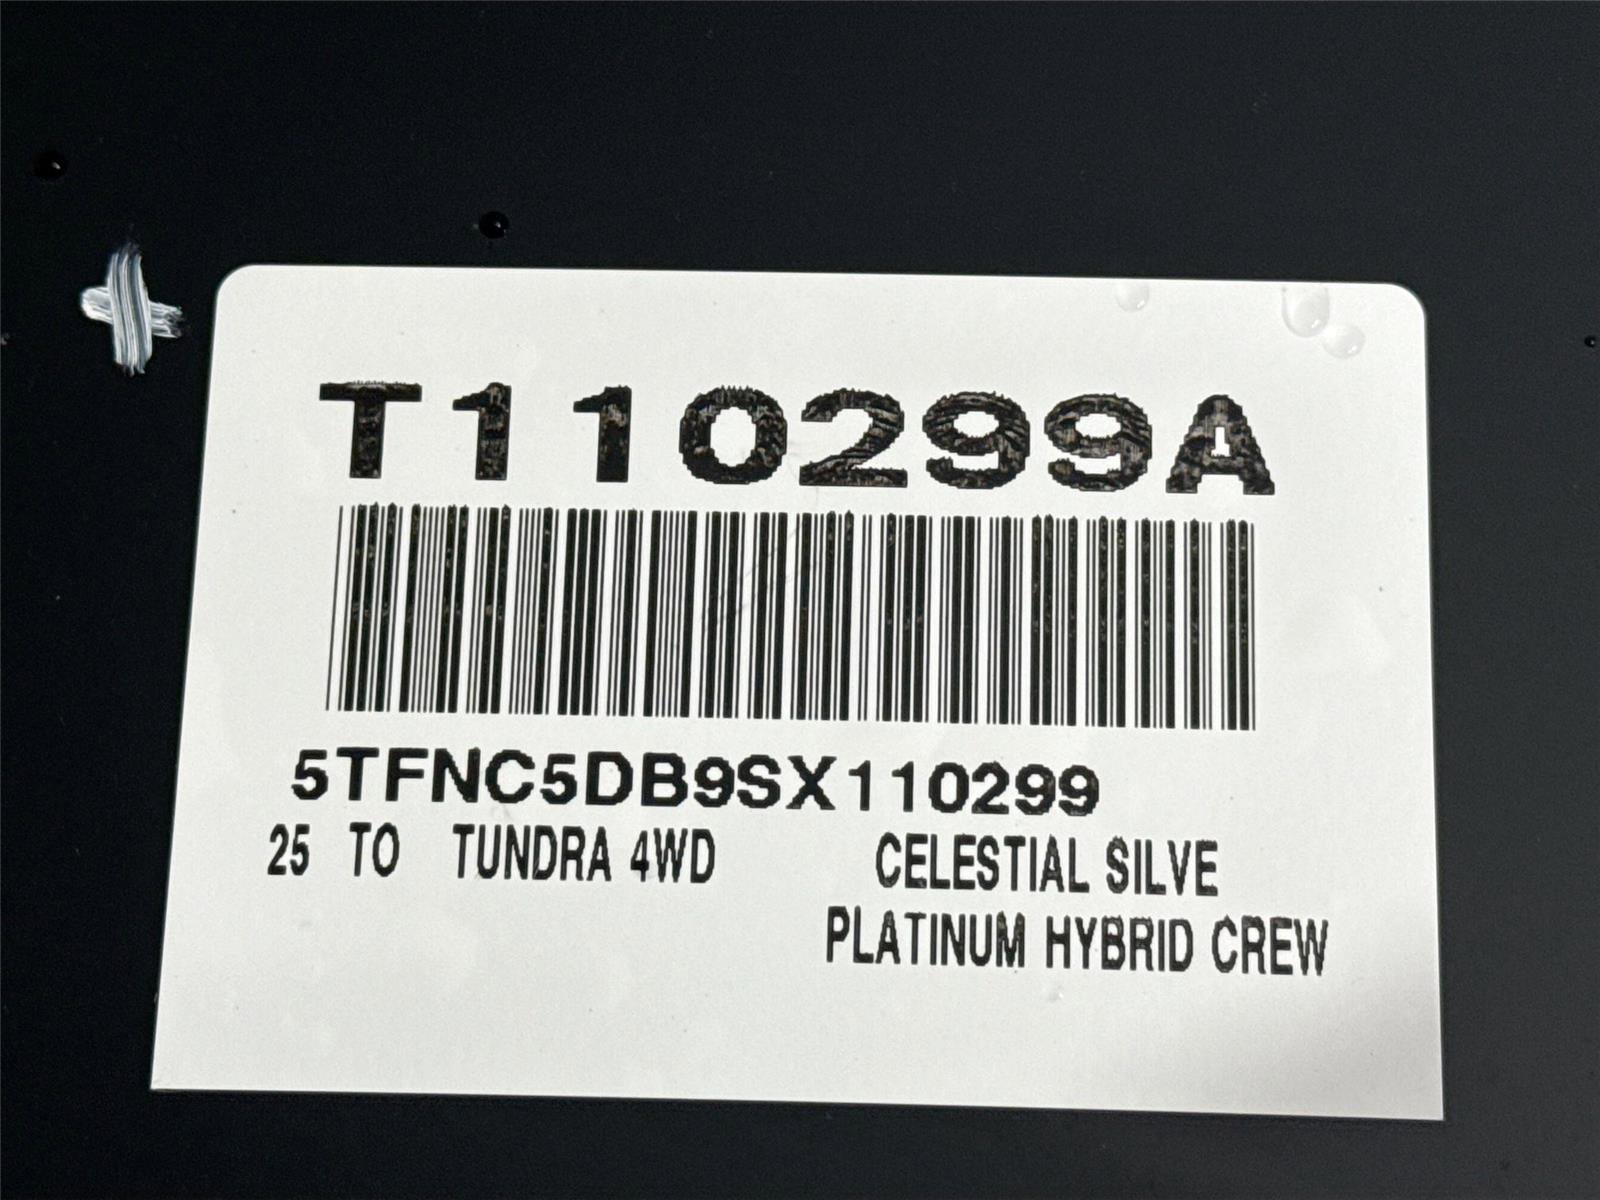 T110299A
5TFNC5DB9SX110299
25 TO TUNDRA 4WD CELESTIAL SILVE
PLATINUM HYBRID CREW